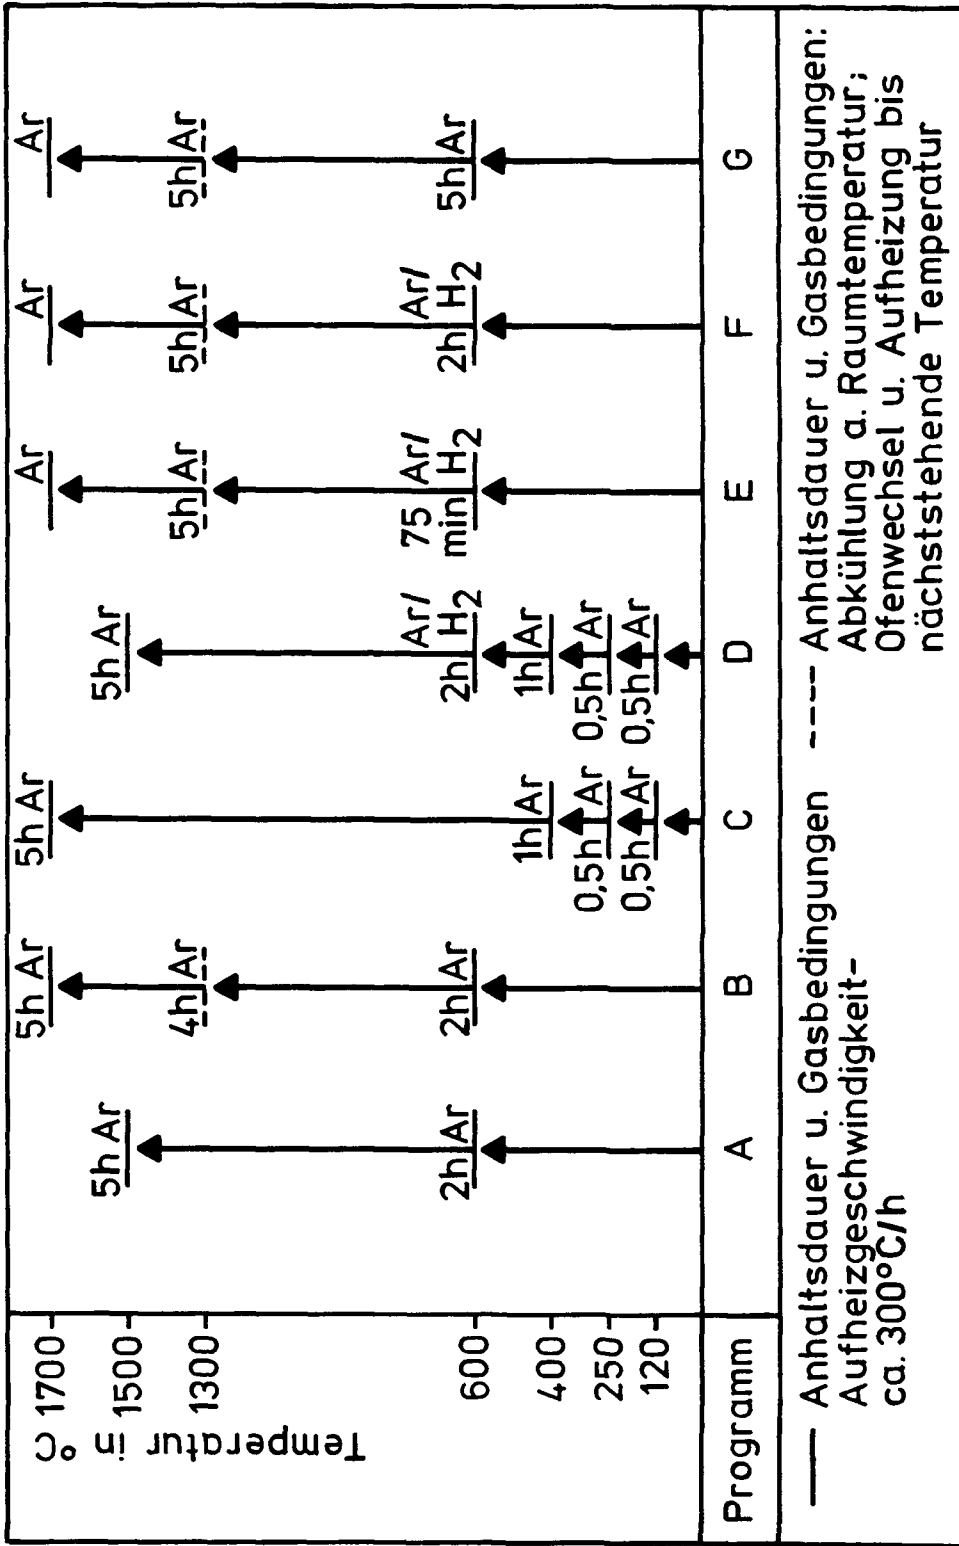 Temperatur in °C
1700
1500
1300
600
400
250
120
5h Ar
2h Ar
5h Ar
4h Ar
2h Ar
5h Ar
1h Ar
0,5h Ar
0,5h Ar
5h Ar
Ar/
2h H2
1h Ar
0,5h Ar
0,5h Ar
Ar
5h Ar
75 Ar/
min H2
Ar
5h Ar
Ar/
2h H2
Ar
5h Ar
5h Ar
Programm A B C D E F G
Anhaltsdauer u. Gasbedingungen
Aufheizgeschwindigkeit-
ca. 300°C/h
---- Anhaltsdauer u. Gasbedingungen:
Abkühlung a. Raumtemperatur;
Ofenwechsel u. Aufheizung bis
nächststehende Temperatur